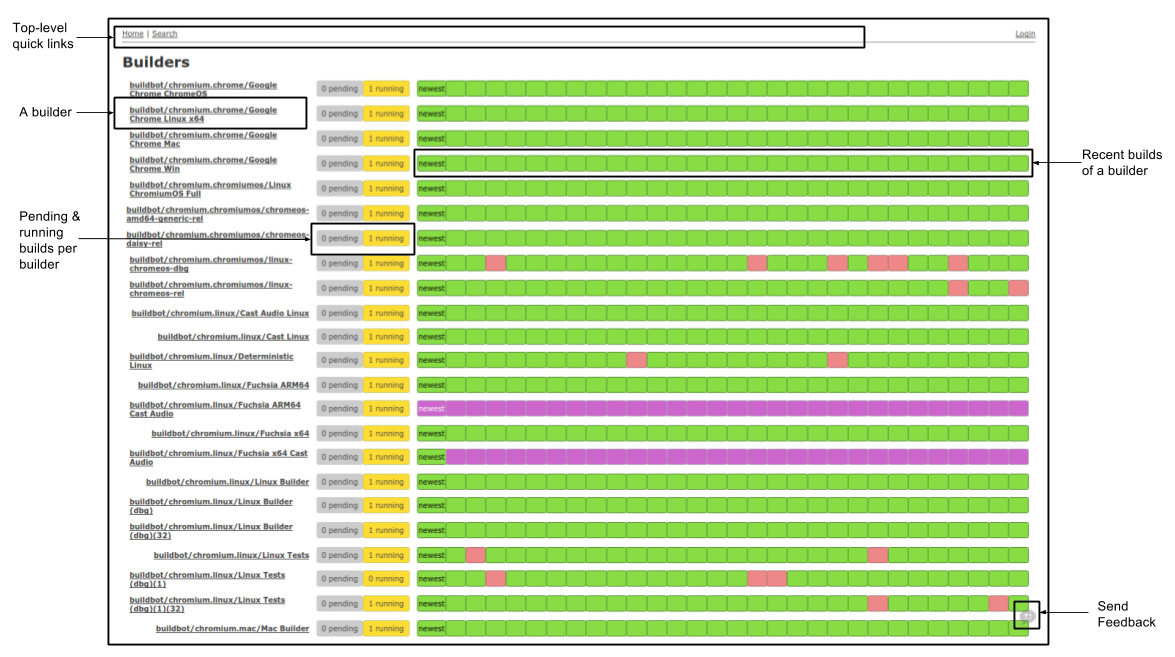 Top-level
quick links
Home | Search
Login
Builders
buildbot/chromium.chrome/Google
Chrome ChromeOS
0 pending 1 running newest
A builder
buildbot/chromium.chrome/Google
Chrome Linux x64
0 pending 1 running newest
buildbot/chromium.chrome/Google
Chrome Mac
0 pending 1 running newest
buildbot/chromium.chrome/Google
Chrome Win
0 pending 1 running newest
Recent builds
of a builder
buildbot/chromium.chromiumos/Linux
ChromiumOS Full
0 pending 1 running newest
buildbot/chromium.chromiumos/chromeos-
amd64-generic-rel
0 pending 1 running newest
Pending &
running
builds per
builder
buildbot/chromium.chromiumos/chromeos-
daisy-rel
0 pending 1 running newest
buildbot/chromium.chromiumos/linux-
chromeos-dbg
0 pending 1 running newest
buildbot/chromium.chromiumos/linux-
chromeos-rel
0 pending 1 running newest
buildbot/chromium.linux/Cast Audio Linux 0 pending 1 running newest
buildbot/chromium.linux/Cast Linux 0 pending 1 running newest
buildbot/chromium.linux/Deterministic
Linux
0 pending 1 running newest
buildbot/chromium.linux/Fuchsia ARM64 0 pending 1 running newest
buildbot/chromium.linux/Fuchsia ARM64
Cast Audio
0 pending 1 running newest
buildbot/chromium.linux/Fuchsia x64 0 pending 1 running newest
buildbot/chromium.linux/Fuchsia x64 Cast
Audio
0 pending 1 running newest
buildbot/chromium.linux/Linux Builder 0 pending 1 running newest
buildbot/chromium.linux/Linux Builder
(dbg)
0 pending 1 running newest
buildbot/chromium.linux/Linux Builder
(dbg)(32)
0 pending 1 running newest
buildbot/chromium.linux/Linux Tests 0 pending 1 running newest
buildbot/chromium.linux/Linux Tests
(dbg)(1)
0 pending 0 running newest
buildbot/chromium.linux/Linux Tests
(dbg)(1)(32)
0 pending 1 running newest
Send
Feedback
buildbot/chromium.mac/Mac Builder 0 pending 1 running newest